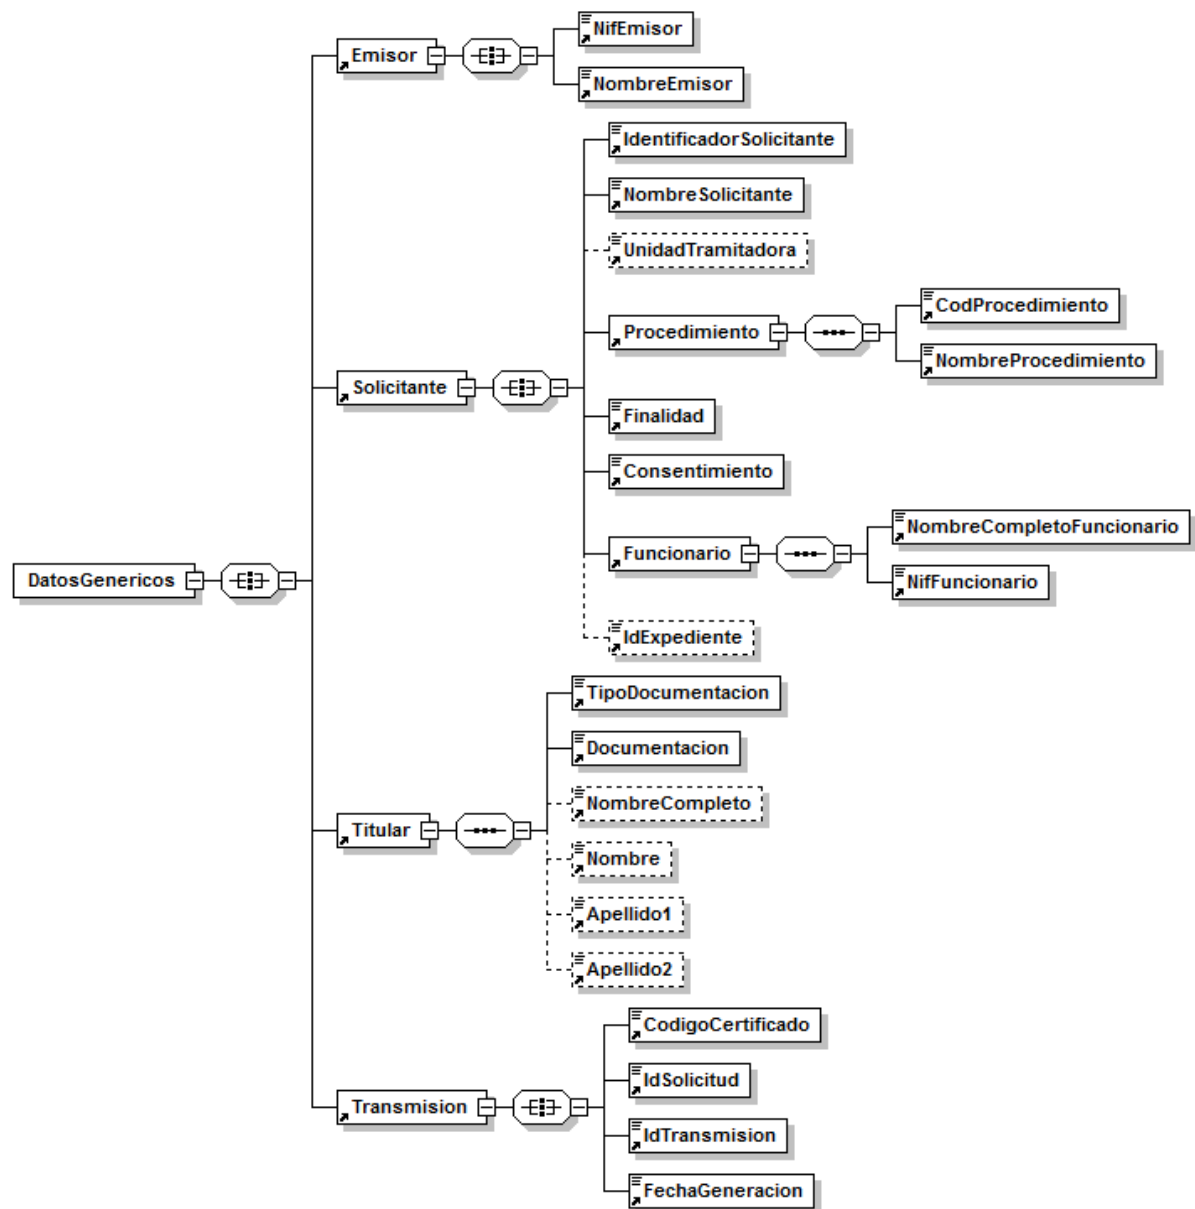 NifEmisor
Emisor
NombreEmisor
IdentificadorSolicitante
NombreSolicitante
UnidadTramitadora
CodProcedimiento
Procedimiento
NombreProcedimiento
Solicitante
Finalidad
Consentimiento
NombreCompletoFuncionario
Funcionario
DatosGenericos
NifFuncionario
IdExpediente
TipoDocumentacion
Documentacion
NombreCompleto
Titular
Nombre
Apellido1
Apellido2
CodigoCertificado
IdSolicitud
Transmision
IdTransmision
FechaGeneracion